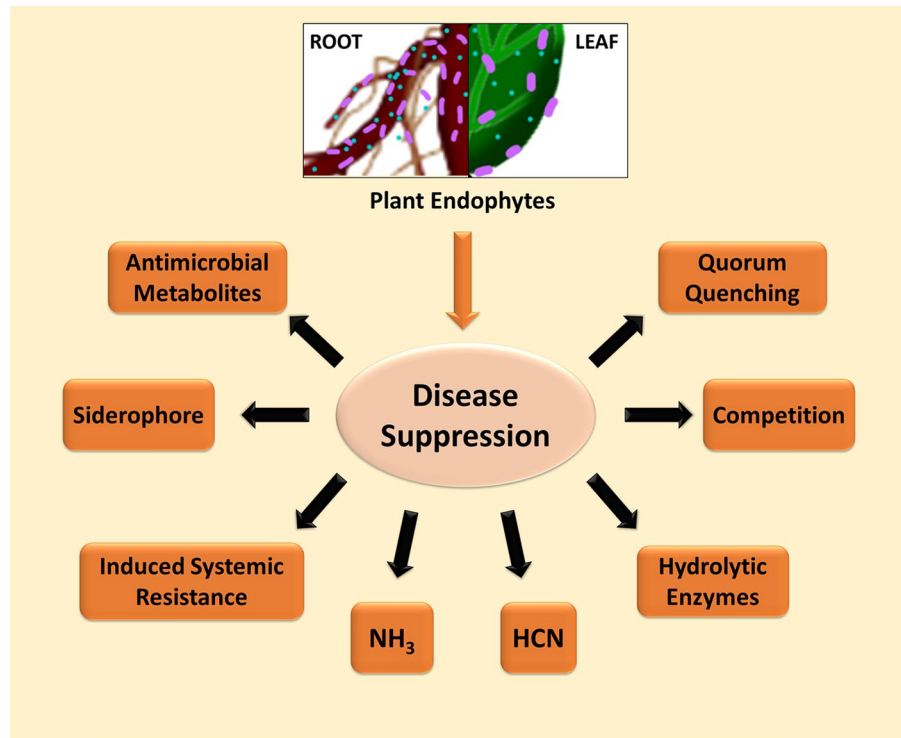 ROOT
LEAF
Plant Endophytes
Antimicrobial
Metabolites
Quorum
Quenching
Disease
Suppression
Siderophore
Competition
Induced Systemic
Resistance
Hydrolytic
Enzymes
NH₃
HCN